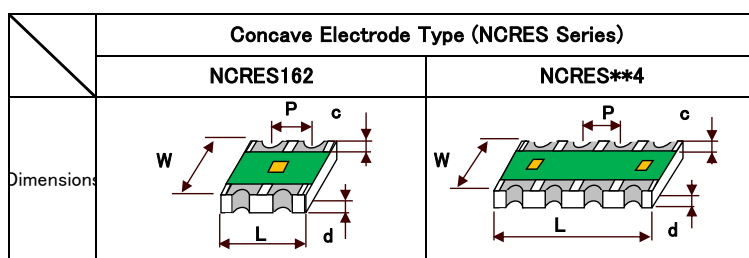 Concave Electrode Type (NCRES Series)
NCRES162
NCRES**4
Dimensions
P
c
W
L
d
P
c
W
L
d